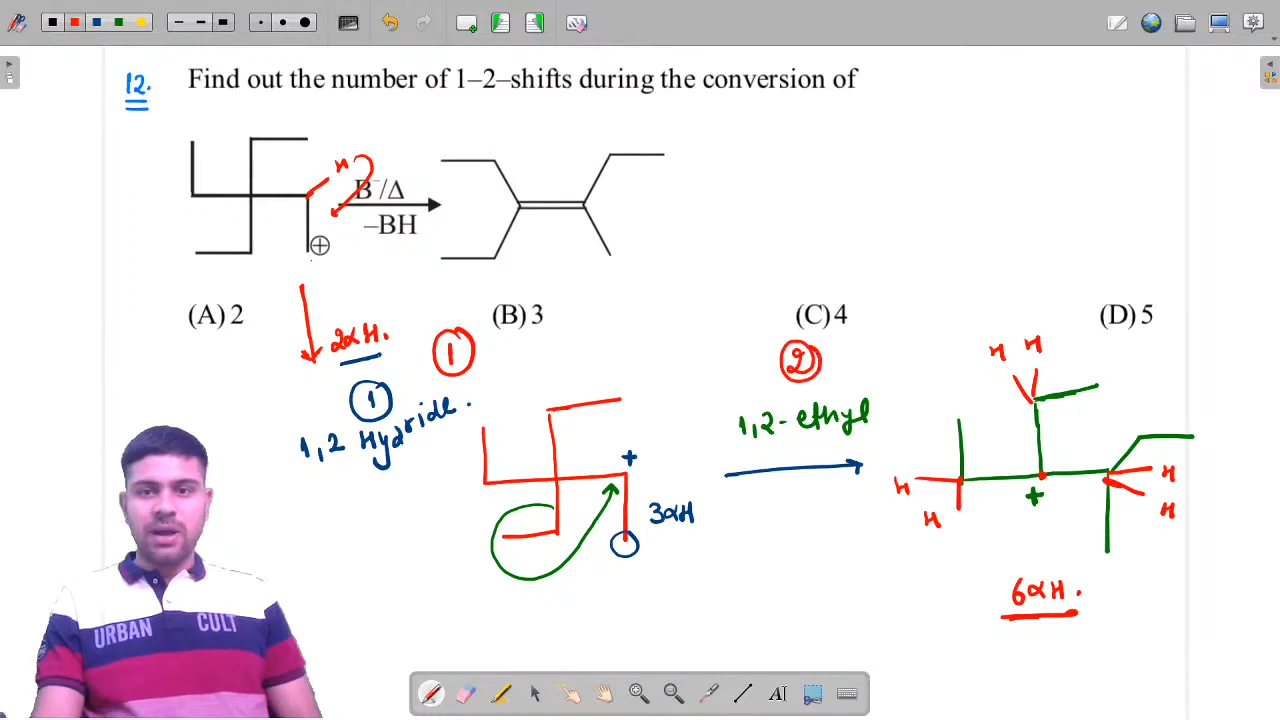 12.
Find out the number of 1–2–shifts during the conversion of
H
⊕
B⁻/Δ
–BH
(A) 2
(B) 3
(C) 4
(D) 5
2αH.
①
1,2 Hydride.
①
+
3αH
②
1,2-ethyl
H H
H
H
+
H
H
6αH.
URBAN CULT
AI